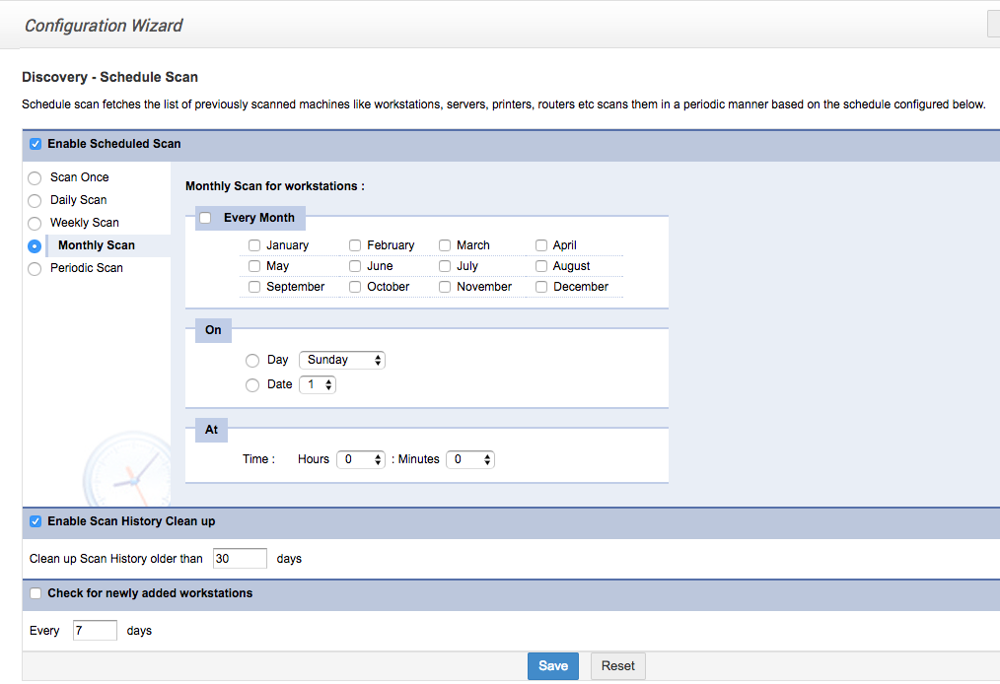 Configuration Wizard
Discovery - Schedule Scan
Schedule scan fetches the list of previously scanned machines like workstations, servers, printers, routers etc scans them in a periodic manner based on the schedule configured below.
Enable Scheduled Scan
Scan Once
Daily Scan
Weekly Scan
Monthly Scan
Periodic Scan
Monthly Scan for workstations :
Every Month
January February March April
May June July August
September October November December
On
Day Sunday
Date 1
At
Time : Hours 0 : Minutes 0
Enable Scan History Clean up
Clean up Scan History older than 30 days
Check for newly added workstations
Every 7 days
Save Reset